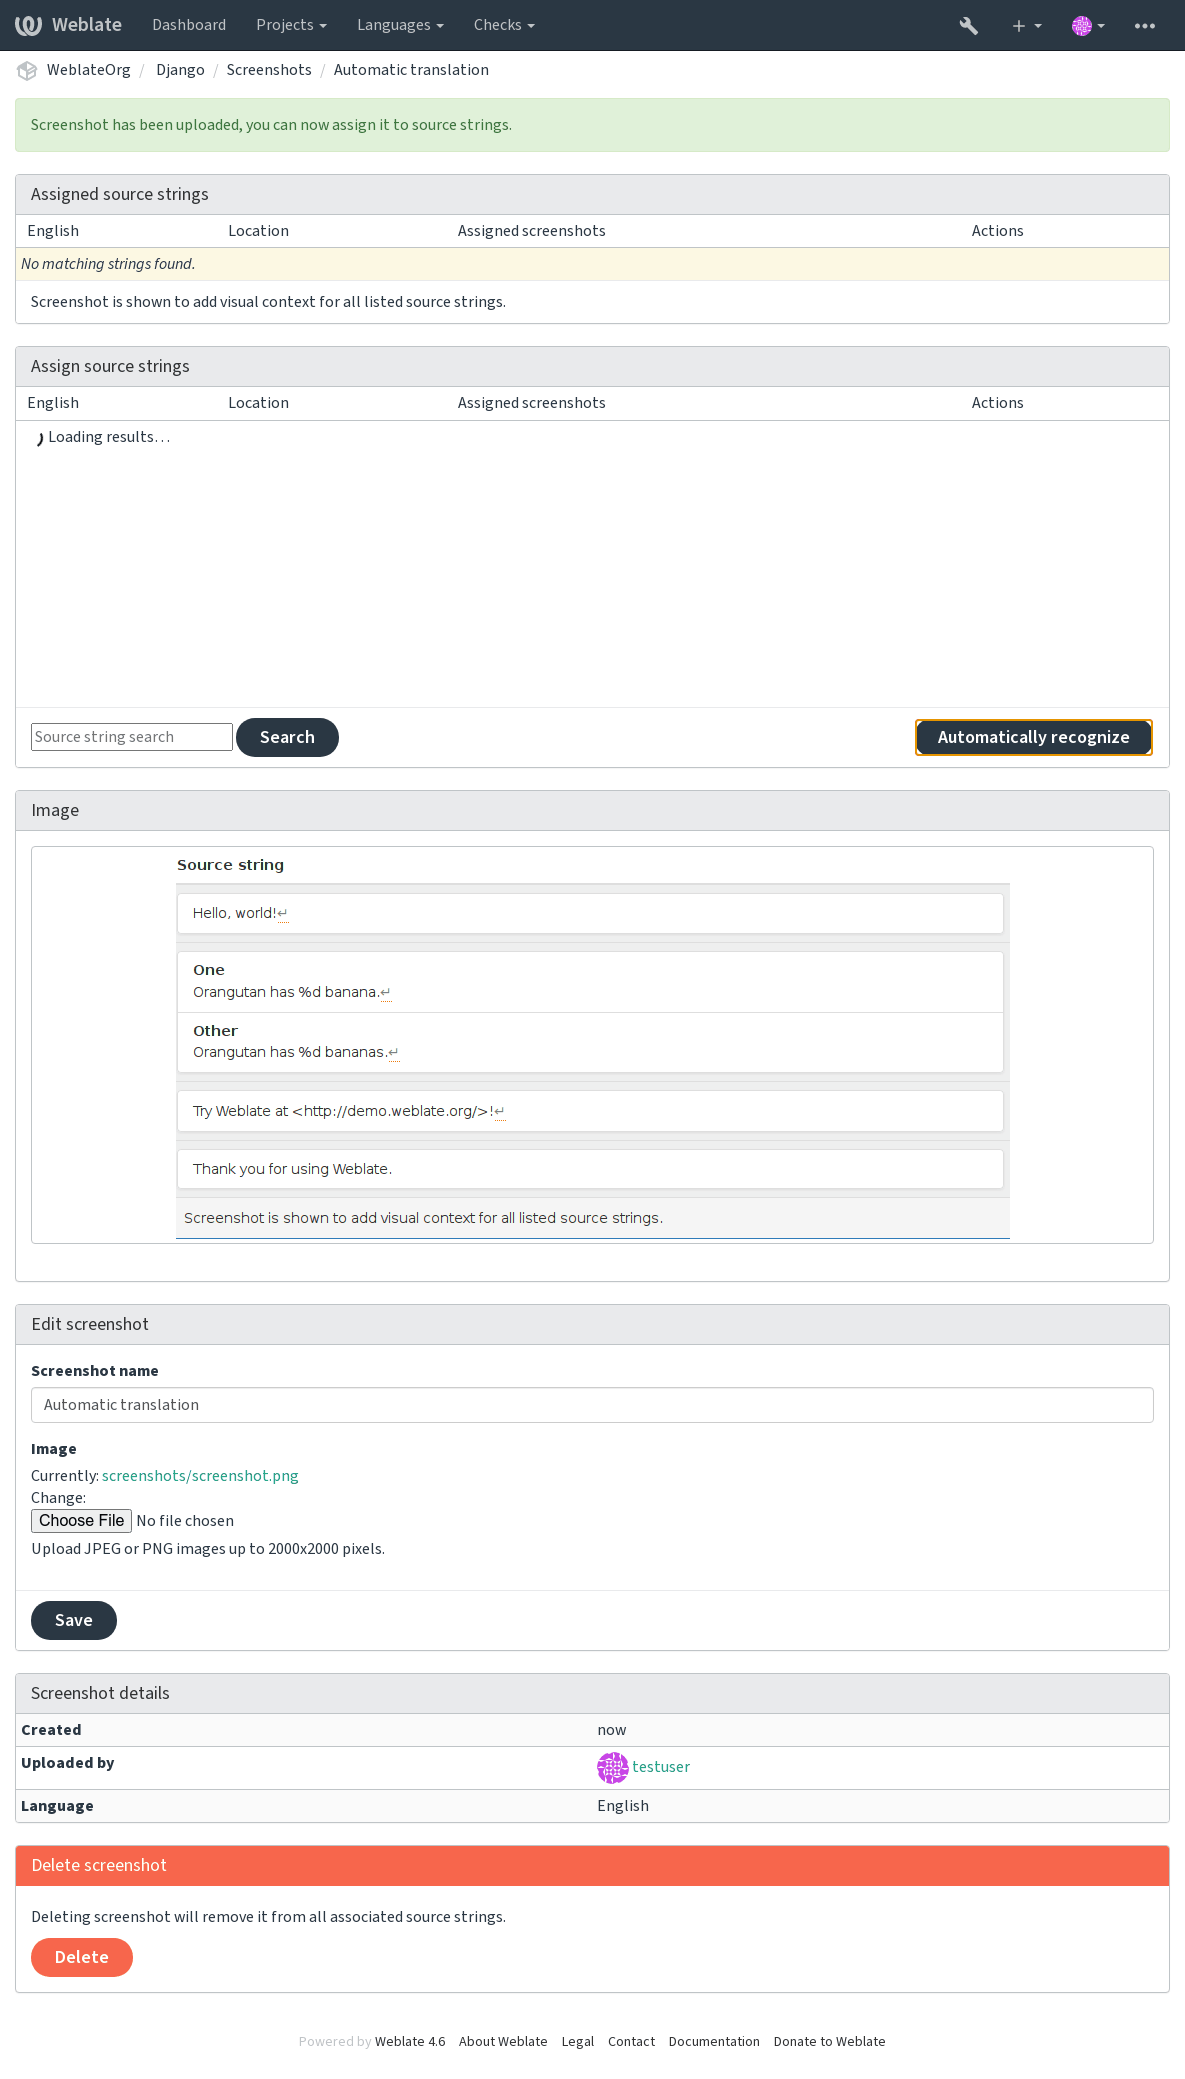 Weblate Dashboard Projects Languages Checks
WeblateOrg / Django / Screenshots / Automatic translation
Screenshot has been uploaded, you can now assign it to source strings.
Assigned source strings
English Location Assigned screenshots Actions
No matching strings found.
Screenshot is shown to add visual context for all listed source strings.
Assign source strings
English Location Assigned screenshots Actions
Loading results…
Source string search Search Automatically recognize
Image
Source string
Hello, world!↵
One
Orangutan has %d banana.↵
Other
Orangutan has %d bananas.↵
Try Weblate at <http://demo.weblate.org/>!↵
Thank you for using Weblate.
Screenshot is shown to add visual context for all listed source strings.
Edit screenshot
Screenshot name
Automatic translation
Image
Currently: screenshots/screenshot.png
Change:
Choose File No file chosen
Upload JPEG or PNG images up to 2000x2000 pixels.
Save
Screenshot details
Created now
Uploaded by testuser
Language English
Delete screenshot
Deleting screenshot will remove it from all associated source strings.
Delete
Powered by Weblate 4.6 About Weblate Legal Contact Documentation Donate to Weblate